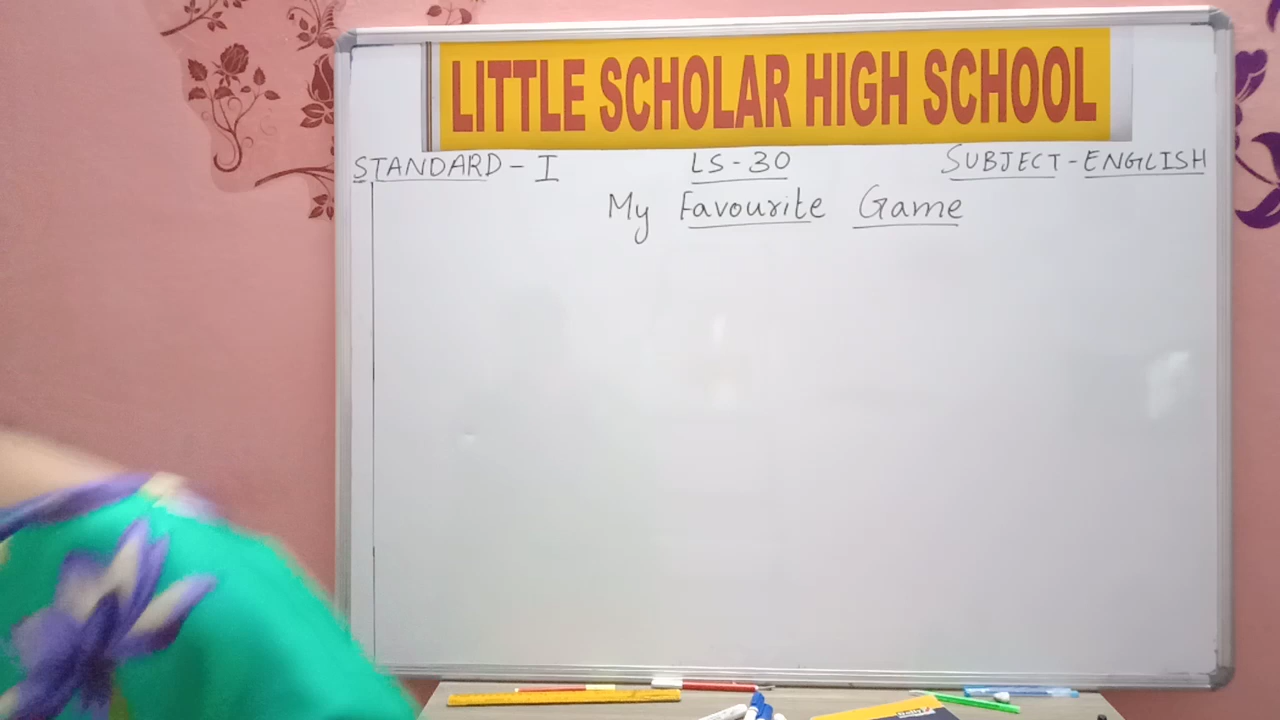 LITTLE SCHOLAR HIGH SCHOOL
STANDARD - I LS-30 SUBJECT - ENGLISH
My Favourite Game